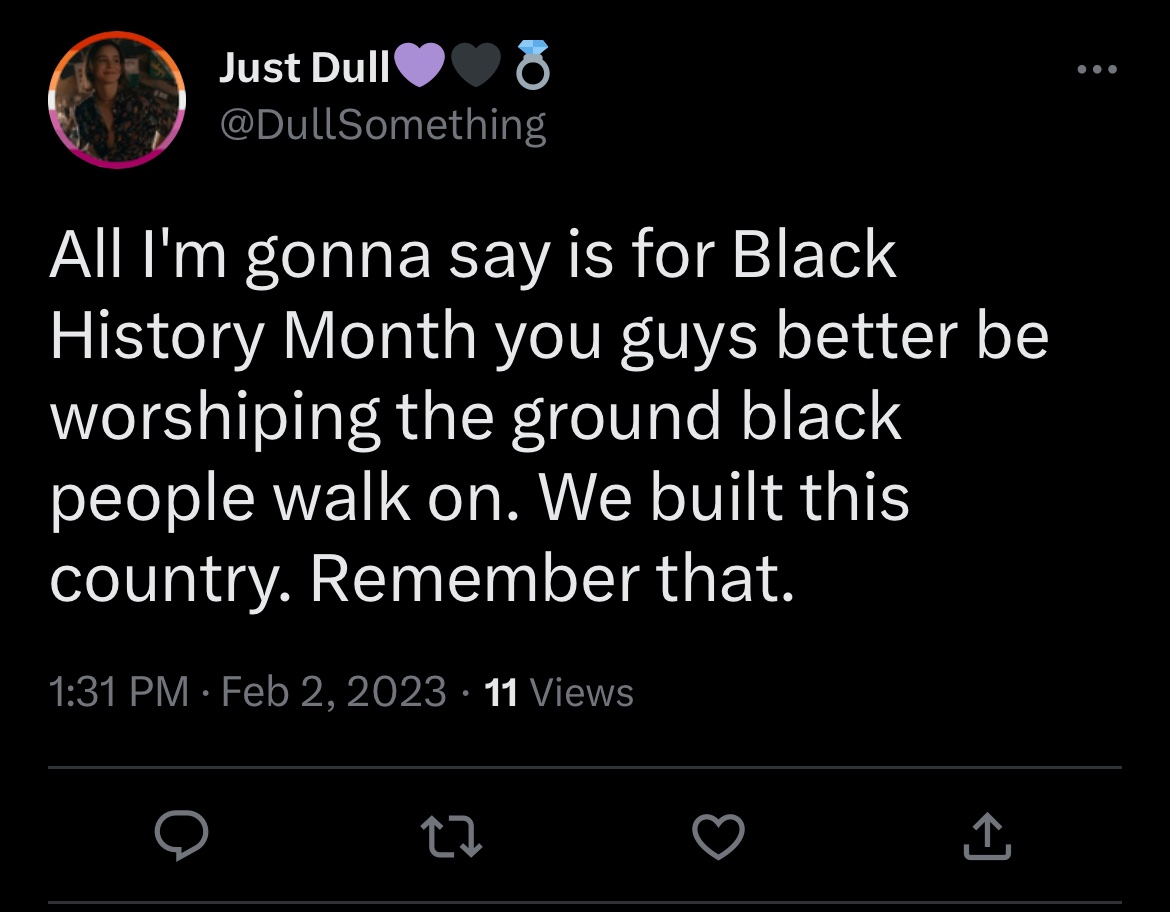 Just Dull💜🖤💍
@DullSomething
All I'm gonna say is for Black
History Month you guys better be
worshiping the ground black
people walk on. We built this
country. Remember that.
1:31 PM · Feb 2, 2023 · 11 Views